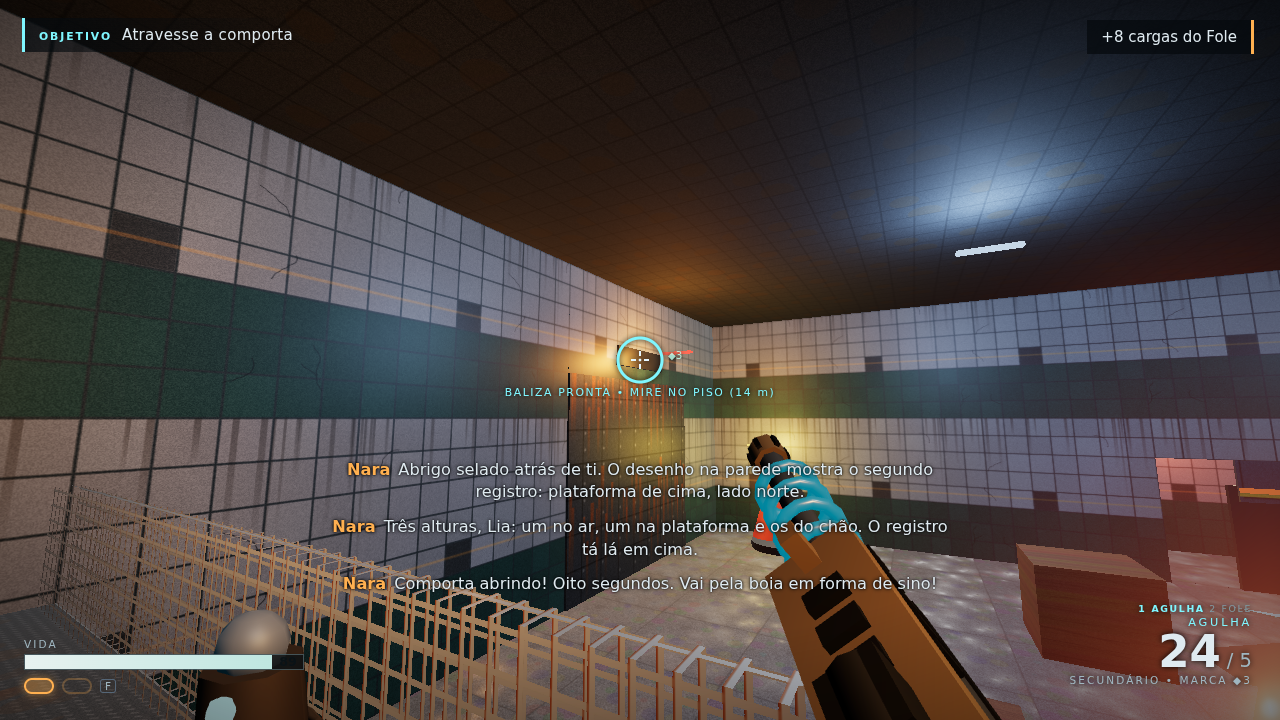 OBJETIVO Atravesse a comporta
+8 cargas do Fole
◆3
BALIZA PRONTA • MIRE NO PISO (14 m)
Nara Abrigo selado atrás de ti. O desenho na parede mostra o segundo
registro: plataforma de cima, lado norte.
Nara Três alturas, Lia: um no ar, um na plataforma e os do chão. O registro
tá lá em cima.
Nara Comporta abrindo! Oito segundos. Vai pela boia em forma de sino!
VIDA
F
1 AGULHA 2 FOLE
AGULHA
24 / 5
SECUNDÁRIO • MARCA ◆3